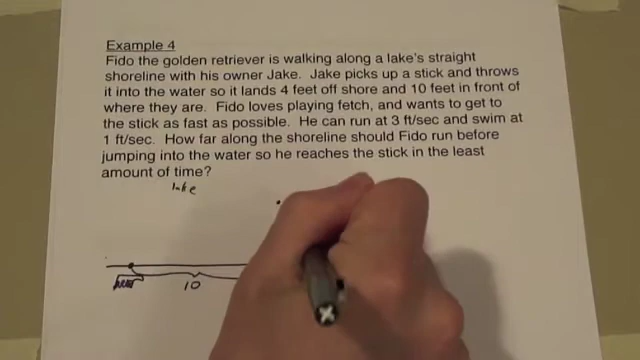 Example 4
Fido the golden retriever is walking along a lake's straight
shoreline with his owner Jake. Jake picks up a stick and throws
it into the water so it lands 4 feet off shore and 10 feet in front of
where they are. Fido loves playing fetch, and wants to get to
the stick as fast as possible. He can run at 3 ft/sec and swim at
1 ft/sec. How far along the shoreline should Fido run before
jumping into the water so he reaches the stick in the least
amount of time?
lake
10